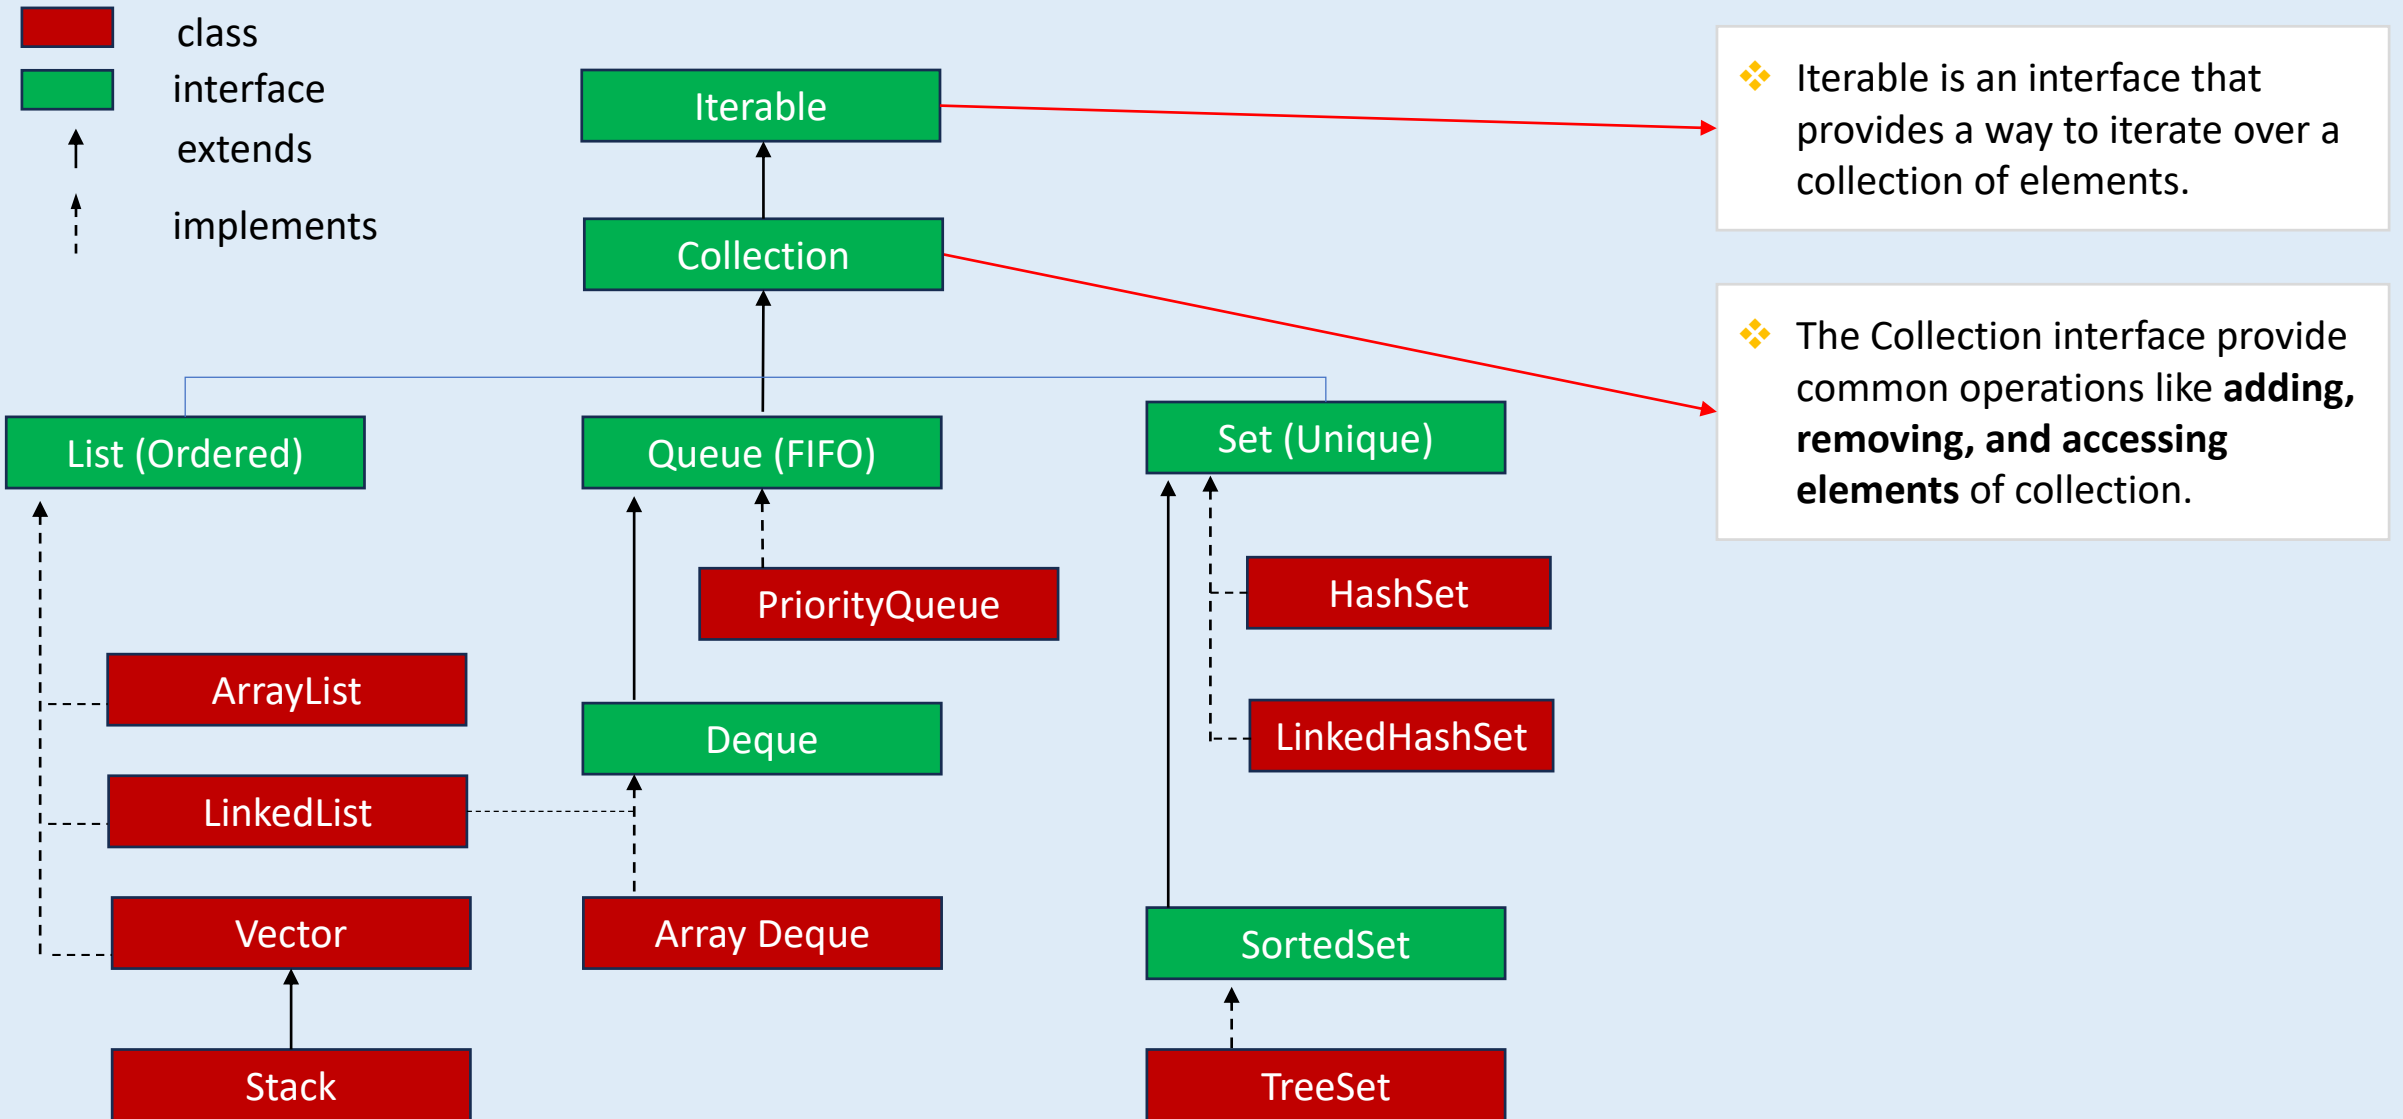 class
interface
extends
implements
Iterable
Collection
List (Ordered)
Queue (FIFO)
Set (Unique)
PriorityQueue
HashSet
ArrayList
Deque
LinkedHashSet
LinkedList
Vector
Array Deque
SortedSet
Stack
TreeSet
Iterable is an interface that
provides a way to iterate over a
collection of elements.
The Collection interface provide
common operations like adding,
removing, and accessing
elements of collection.